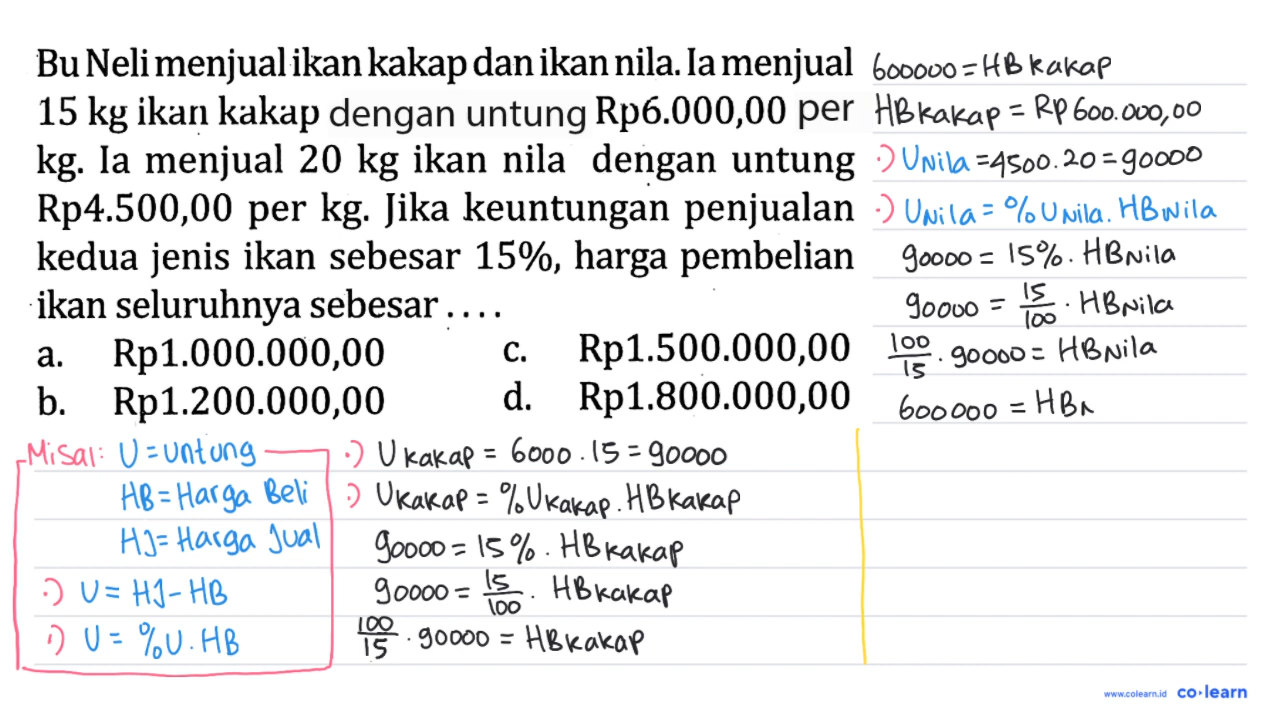 Bu Neli menjual ikan kakap dan ikan nila. Ia menjual
15 kg ikan kakap dengan untung Rp6.000,00 per
kg. Ia menjual 20 kg ikan nila dengan untung
Rp4.500,00 per kg. Jika keuntungan penjualan
kedua jenis ikan sebesar 15%, harga pembelian
ikan seluruhnya sebesar ....
a. Rp1.000.000,00 c. Rp1.500.000,00
b. Rp1.200.000,00 d. Rp1.800.000,00
Misal: U = untung
HB = Harga Beli
HJ = Harga Jual
·) U = HJ - HB
·) U = %U . HB
·) U kakap = 6000 . 15 = 90000
·) U kakap = %U kakap . HB kakap
90000 = 15% . HB kakap
90000 = 15/100 . HB kakap
100/15 . 90000 = HB kakap
600000 = HB kakap
HB kakap = Rp 600.000,00
·) U Nila = 4500 . 20 = 90000
·) U Nila = % U Nila . HB Nila
90000 = 15% . HB Nila
90000 = 15/100 . HB Nila
100/15 . 90000 = HB Nila
600000 = HBN
www.colearn.id co·learn